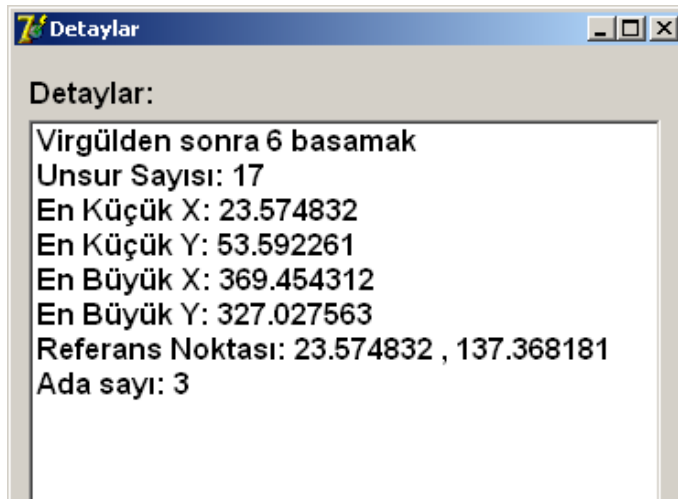 Detaylar
Detaylar:
Virgülden sonra 6 basamak
Unsur Sayısı: 17
En Küçük X: 23.574832
En Küçük Y: 53.592261
En Büyük X: 369.454312
En Büyük Y: 327.027563
Referans Noktası: 23.574832 , 137.368181
Ada sayı: 3